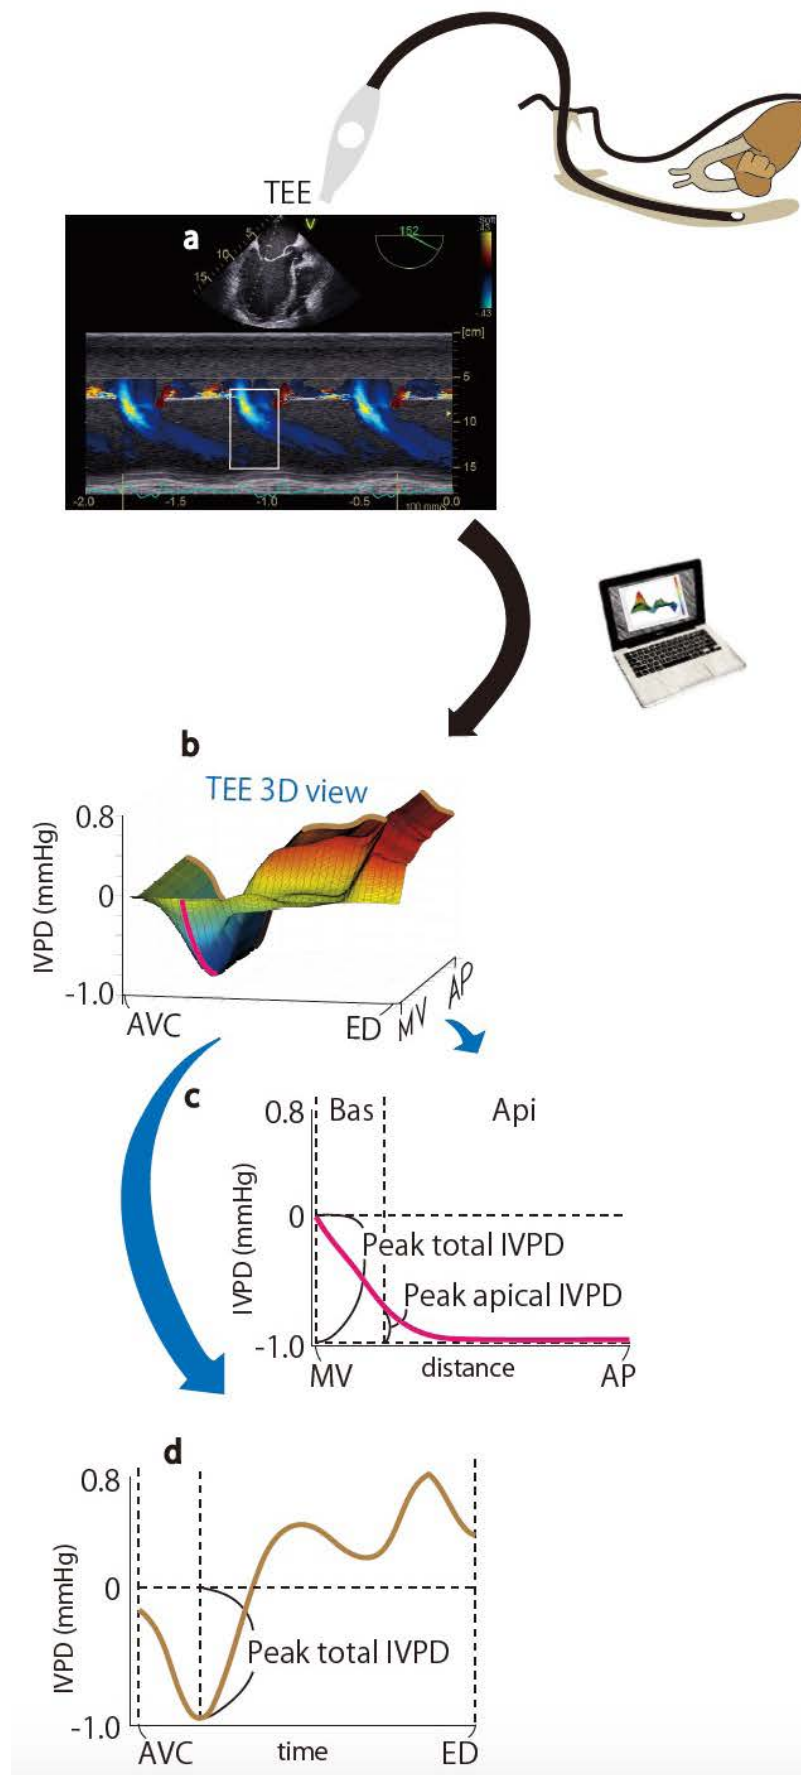 TEE
a
V
152
5
10
15
[cm]
5
10
15
-2.0
-1.5
-1.0
-0.5
0.0
100 mm/s
b
TEE 3D view
0.8
0
-1.0
IVPD (mmHg)
AVC
ED
MV
AP
c
0.8
Bas
Api
0
IVPD (mmHg)
Peak total IVPD
Peak apical IVPD
-1.0
MV
distance
AP
d
0.8
IVPD (mmHg)
0
Peak total IVPD
-1.0
AVC
time
ED